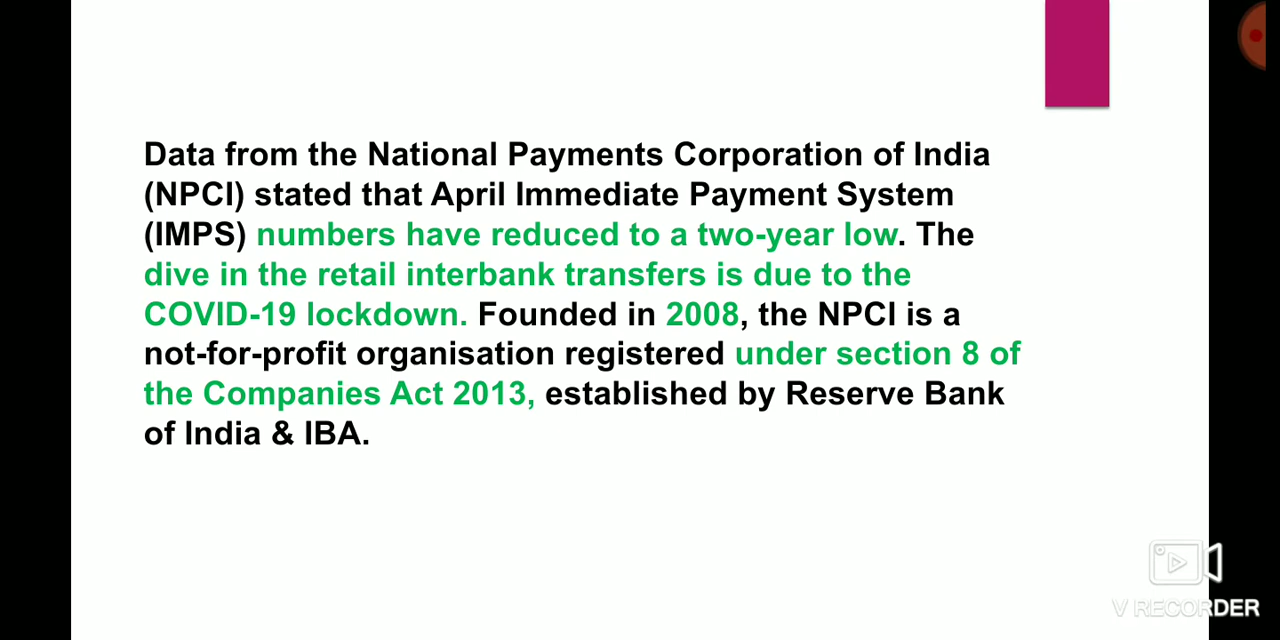 Data from the National Payments Corporation of India
(NPCI) stated that April Immediate Payment System
(IMPS) numbers have reduced to a two-year low. The
dive in the retail interbank transfers is due to the
COVID-19 lockdown. Founded in 2008, the NPCI is a
not-for-profit organisation registered under section 8 of
the Companies Act 2013, established by Reserve Bank
of India & IBA.
V RECORDER